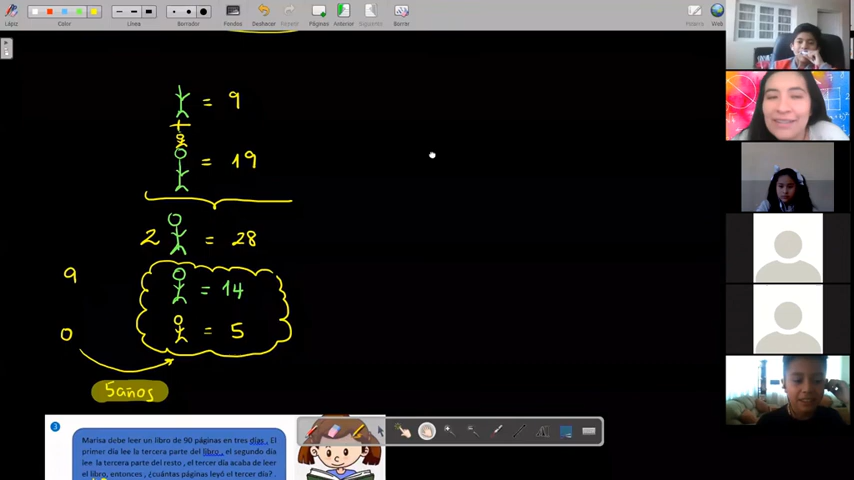 Lápiz
Línea
Borrador
Fondos
Deshacer
Páginas
Anterior
Siguiente
Borrar
Web
= 9
+
= 19
2 = 28
9
= 14
0
= 5
5años
3
Marisa debe leer un libro de 90 páginas en tres días . El
primer día lee la tercera parte del libro , el segundo día
lee la tercera parte del resto , el tercer día acaba de leer
el libro, entonces , ¿cuántas páginas leyó el tercer día? .